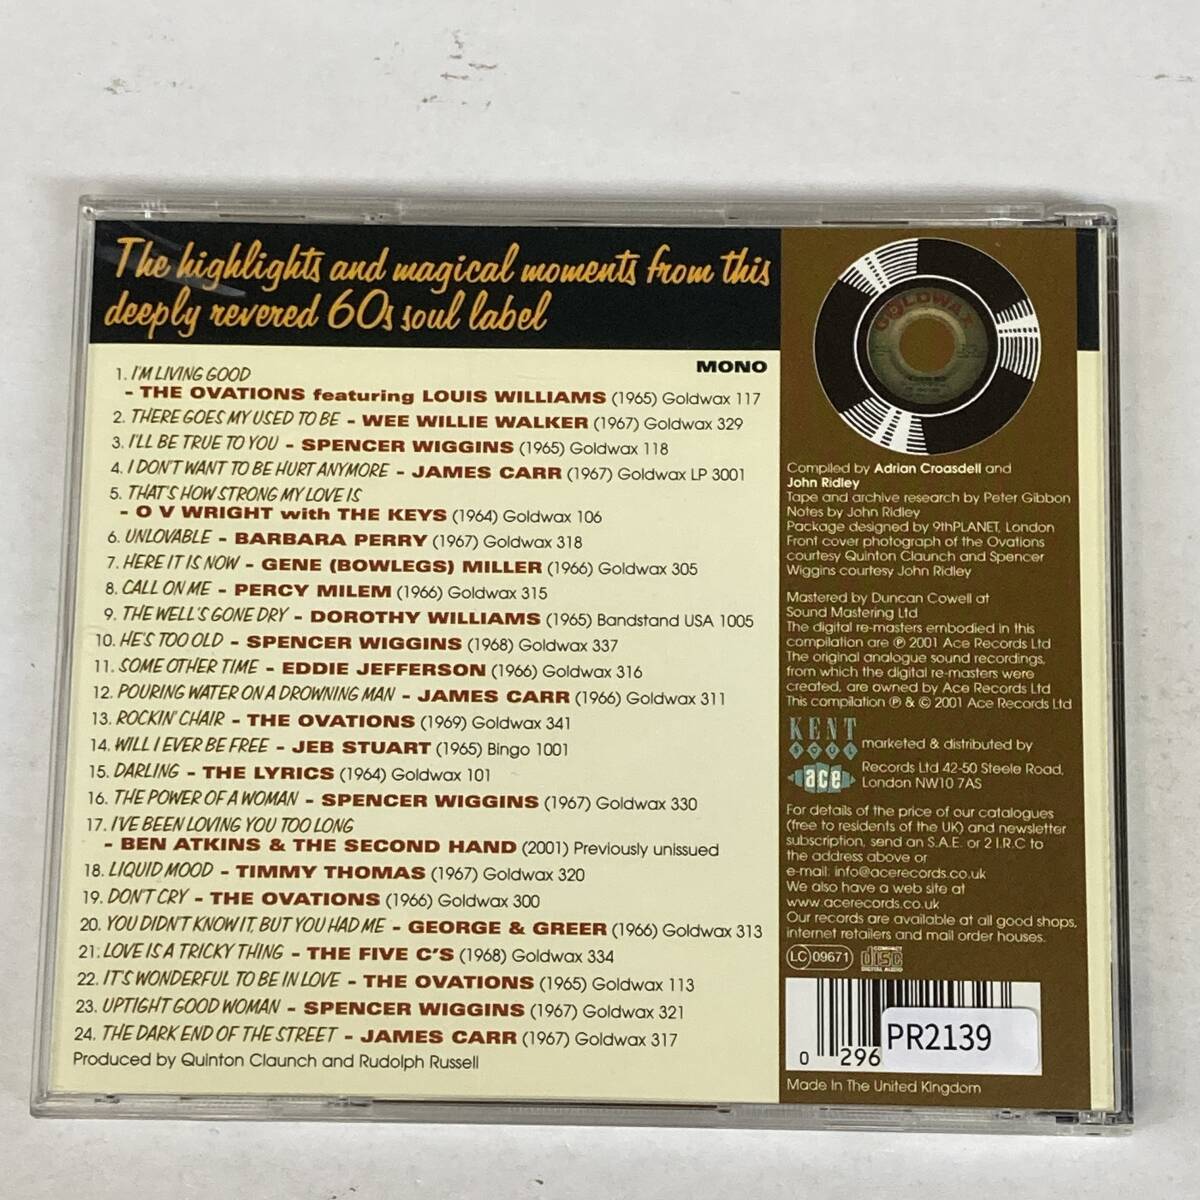 The highlights and magical moments from this
deeply revered 60s soul label
MONO
1. I'M LIVING GOOD
- THE OVATIONS featuring LOUIS WILLIAMS (1965) Goldwax 117
2. THERE GOES MY USED TO BE - WEE WILLIE WALKER (1967) Goldwax 329
3. I'LL BE TRUE TO YOU - SPENCER WIGGINS (1965) Goldwax 118
4. I DON'T WANT TO BE HURT ANYMORE - JAMES CARR (1967) Goldwax LP 3001
5. THAT'S HOW STRONG MY LOVE IS
- O V WRIGHT with THE KEYS (1964) Goldwax 106
6. UNLOVABLE - BARBARA PERRY (1967) Goldwax 318
7. HERE IT IS NOW - GENE (BOWLEGS) MILLER (1966) Goldwax 305
8. CALL ON ME - PERCY MILEM (1966) Goldwax 315
9. THE WELL'S GONE DRY - DOROTHY WILLIAMS (1965) Bandstand USA 1005
10. HE'S TOO OLD - SPENCER WIGGINS (1968) Goldwax 337
11. SOME OTHER TIME - EDDIE JEFFERSON (1966) Goldwax 316
12. POURING WATER ON A DROWNING MAN - JAMES CARR (1966) Goldwax 311
13. ROCKIN' CHAIR - THE OVATIONS (1969) Goldwax 341
14. WILL I EVER BE FREE - JEB STUART (1965) Bingo 1001
15. DARLING - THE LYRICS (1964) Goldwax 101
16. THE POWER OF A WOMAN - SPENCER WIGGINS (1967) Goldwax 330
17. I'VE BEEN LOVING YOU TOO LONG
- BEN ATKINS & THE SECOND HAND (2001) Previously unissued
18. LIQUID MOOD - TIMMY THOMAS (1967) Goldwax 320
19. DON'T CRY - THE OVATIONS (1966) Goldwax 300
20. YOU DIDN'T KNOW IT, BUT YOU HAD ME - GEORGE & GREER (1966) Goldwax 313
21. LOVE IS A TRICKY THING - THE FIVE C'S (1968) Goldwax 334
22. IT'S WONDERFUL TO BE IN LOVE - THE OVATIONS (1965) Goldwax 113
23. UPTIGHT GOOD WOMAN - SPENCER WIGGINS (1967) Goldwax 321
24. THE DARK END OF THE STREET - JAMES CARR (1967) Goldwax 317
Produced by Quinton Claunch and Rudolph Russell
GOLDWAX
Compiled by Adrian Croasdell and
John Ridley
Tape and archive research by Peter Gibbon
Notes by John Ridley
Package designed by 9thPLANET, London
Front cover photograph of the Ovations
courtesy Quinton Claunch and Spencer
Wiggins courtesy John Ridley
Mastered by Duncan Cowell at
Sound Mastering Ltd
The digital re-masters embodied in this
compilation are ℗ 2001 Ace Records Ltd
The original analogue sound recordings,
from which the digital re-masters were
created, are owned by Ace Records Ltd
This compilation ℗ & © 2001 Ace Records Ltd
KENT
SOUL
marketed & distributed by
ace
Records Ltd 42-50 Steele Road,
London NW10 7AS
For details of the price of our catalogues
(free to residents of the UK) and newsletter
subscription, send an S.A.E. or 2 I.R.C to
the address above or
e-mail: info@acerecords.co.uk
We also have a web site at
www.acerecords.co.uk
Our records are available at all good shops,
internet retailers and mail order houses.
LC 09671
COMPACT
disc
DIGITAL AUDIO
0 296
PR2139
Made In The United Kingdom